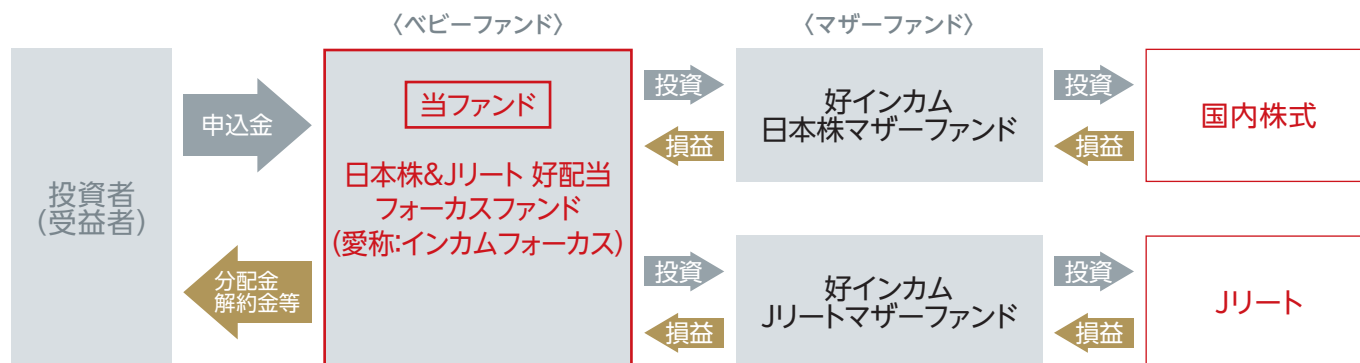 〈ベビーファンド〉
〈マザーファンド〉
投資者
(受益者)
申込金
分配金
解約金等
当ファンド
日本株&Jリート 好配当
フォーカスファンド
(愛称:インカムフォーカス)
投資
損益
好インカム
日本株マザーファンド
投資
損益
国内株式
投資
損益
好インカム
Jリートマザーファンド
投資
損益
Jリート